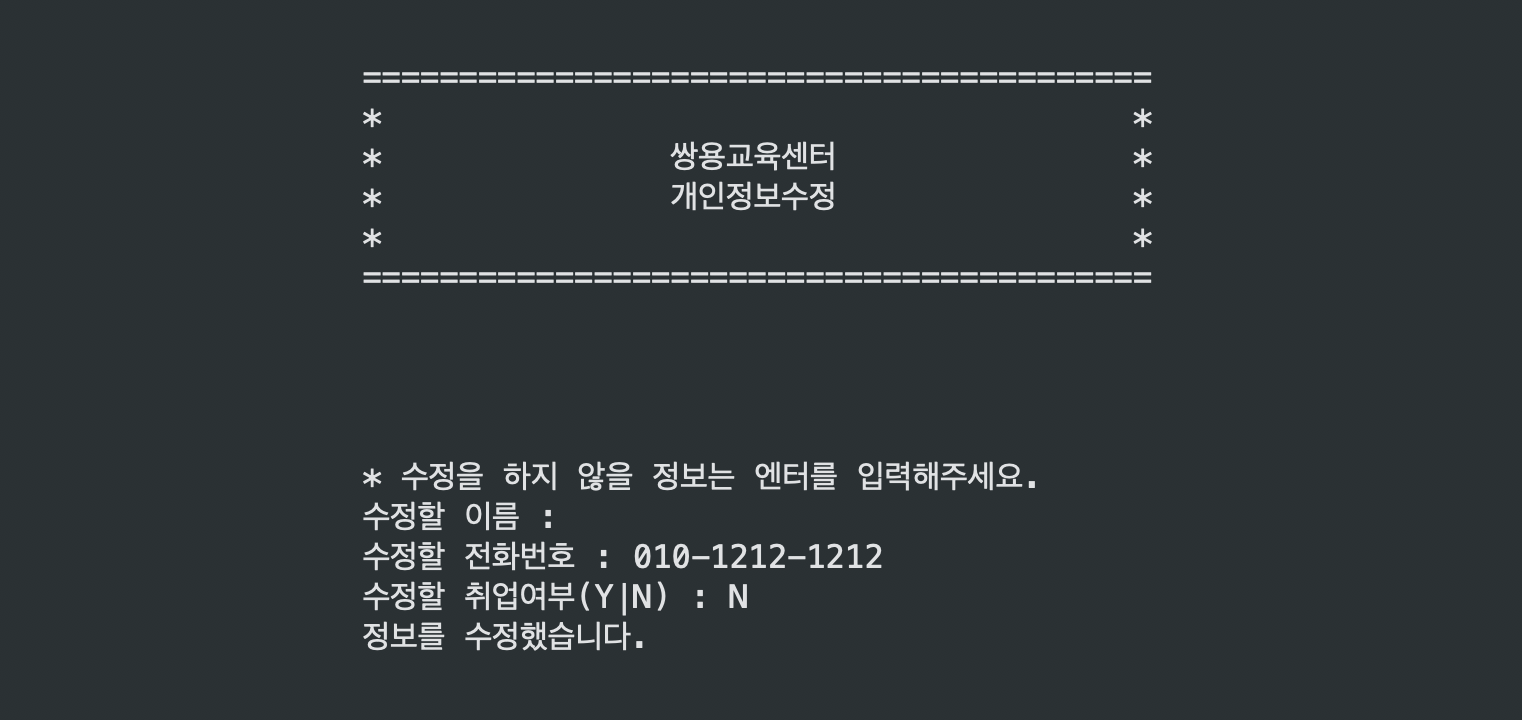 =========================================
*                                       *
*               쌍용교육센터               *
*               개인정보수정               *
*                                       *
=========================================
* 수정을 하지 않을 정보는 엔터를 입력해주세요.
수정할 이름 :
수정할 전화번호 : 010-1212-1212
수정할 취업여부(Y|N) : N
정보를 수정했습니다.